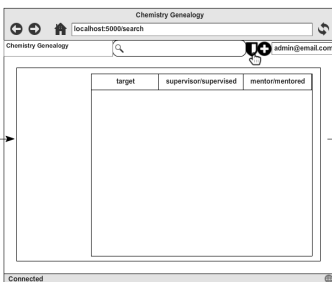 Chemistry Genealogy
localhost:5000/search
Chemistry Genealogy admin@email.com
target supervisor/supervised mentor/mentored
Connected